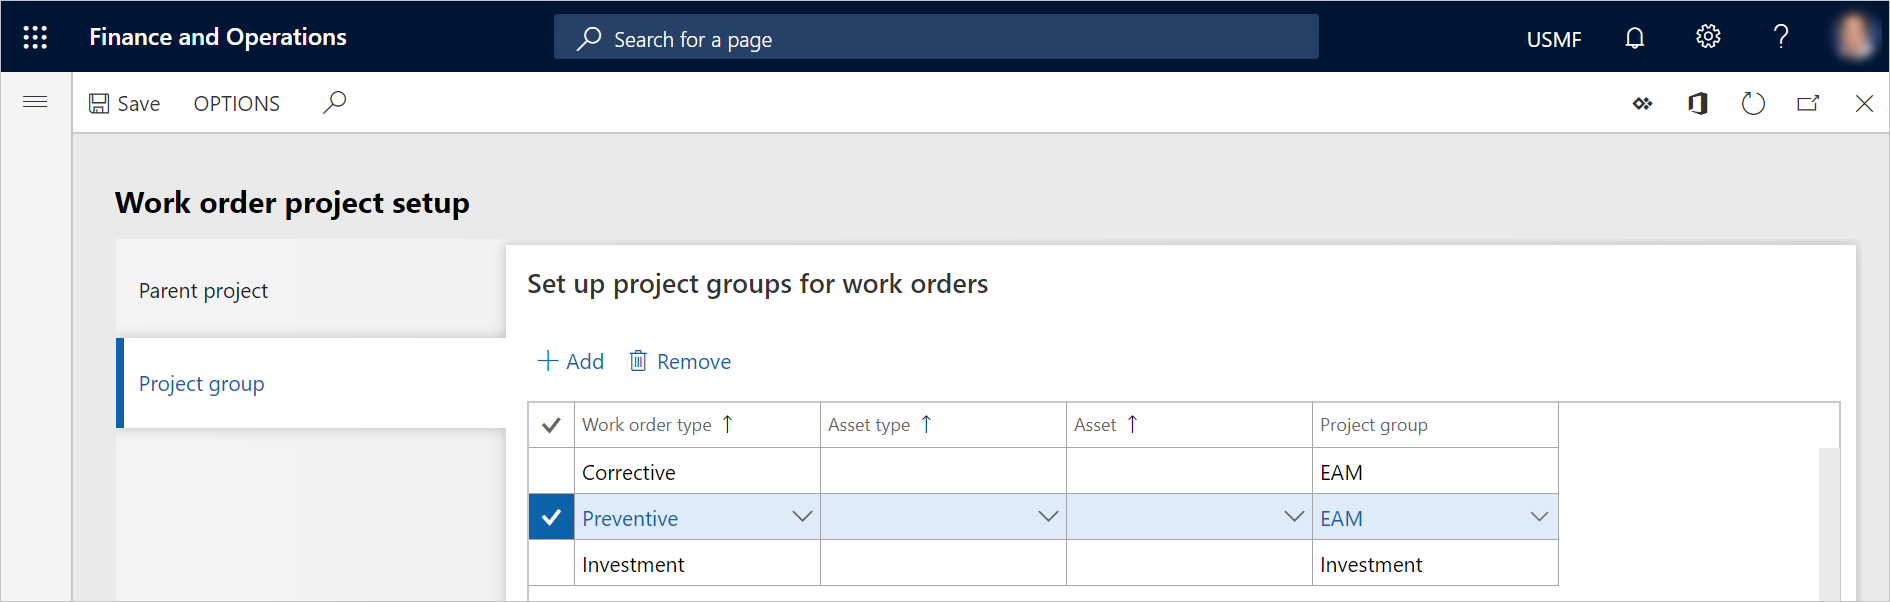 Finance and Operations Search for a page USMF
Save OPTIONS
Work order project setup
Parent project
Project group
Set up project groups for work orders
Add Remove
Work order type Asset type Asset Project group
Corrective EAM
Preventive EAM
Investment Investment